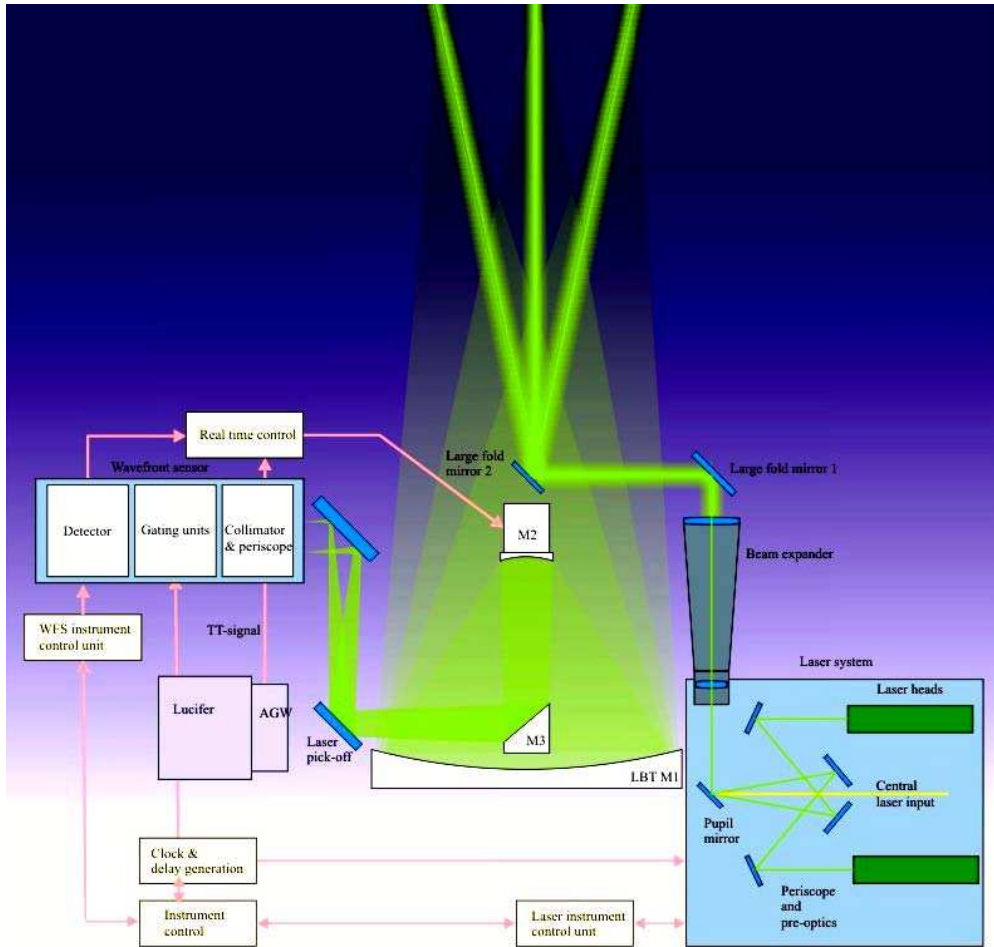 Real time control
Wavefront sensor
Large fold
mirror 2
Large fold mirror 1
Detector
Gating units
Collimator
& periscope
M2
Beam expander
WFS instrument
control unit
TT-signal
Laser system
Laser heads
Lucifer
AGW
Laser
pick-off
M3
LBT M1
Central
laser input
Pupil
mirror
Clock &
delay generation
Periscope
and
pre-optics
Instrument
control
Laser instrument
control unit